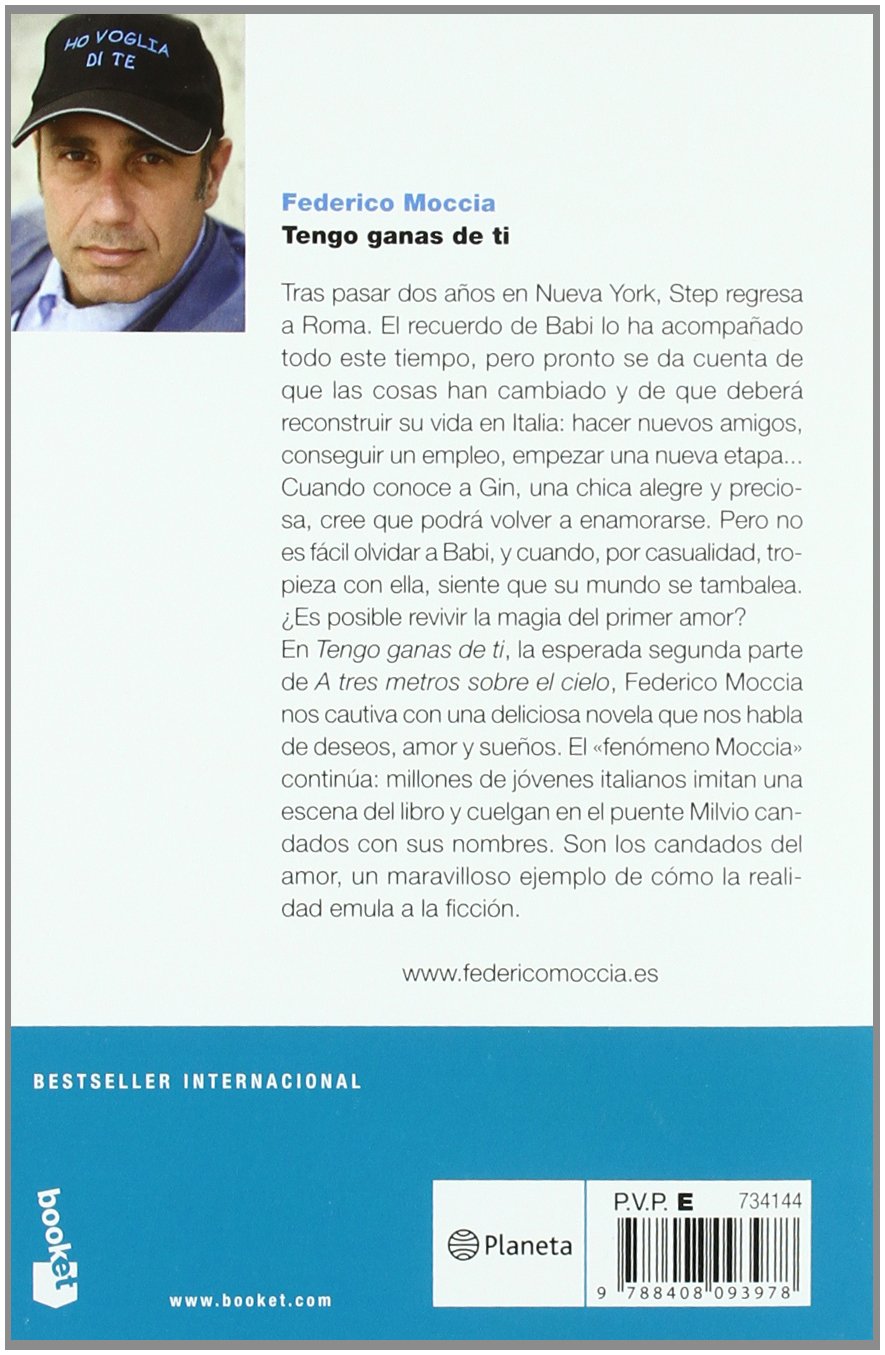 HO VOGLIA
DI TE
Federico Moccia
Tengo ganas de ti
Tras pasar dos años en Nueva York, Step regresa
a Roma. El recuerdo de Babi lo ha acompañado
todo este tiempo, pero pronto se da cuenta de
que las cosas han cambiado y de que deberá
reconstruir su vida en Italia: hacer nuevos amigos,
conseguir un empleo, empezar una nueva etapa...
Cuando conoce a Gin, una chica alegre y precio-
sa, cree que podrá volver a enamorarse. Pero no
es fácil olvidar a Babi, y cuando, por casualidad, tro-
pieza con ella, siente que su mundo se tambalea.
¿Es posible revivir la magia del primer amor?
En Tengo ganas de ti, la esperada segunda parte
de A tres metros sobre el cielo, Federico Moccia
nos cautiva con una deliciosa novela que nos habla
de deseos, amor y sueños. El «fenómeno Moccia»
continúa: millones de jóvenes italianos imitan una
escena del libro y cuelgan en el puente Milvio can-
dados con sus nombres. Son los candados del
amor, un maravilloso ejemplo de cómo la reali-
dad emula a la ficción.
www.federicomoccia.es
BESTSELLER INTERNACIONAL
booket
www.booket.com
Planeta
P.V.P. E 734144
9 788408 093978